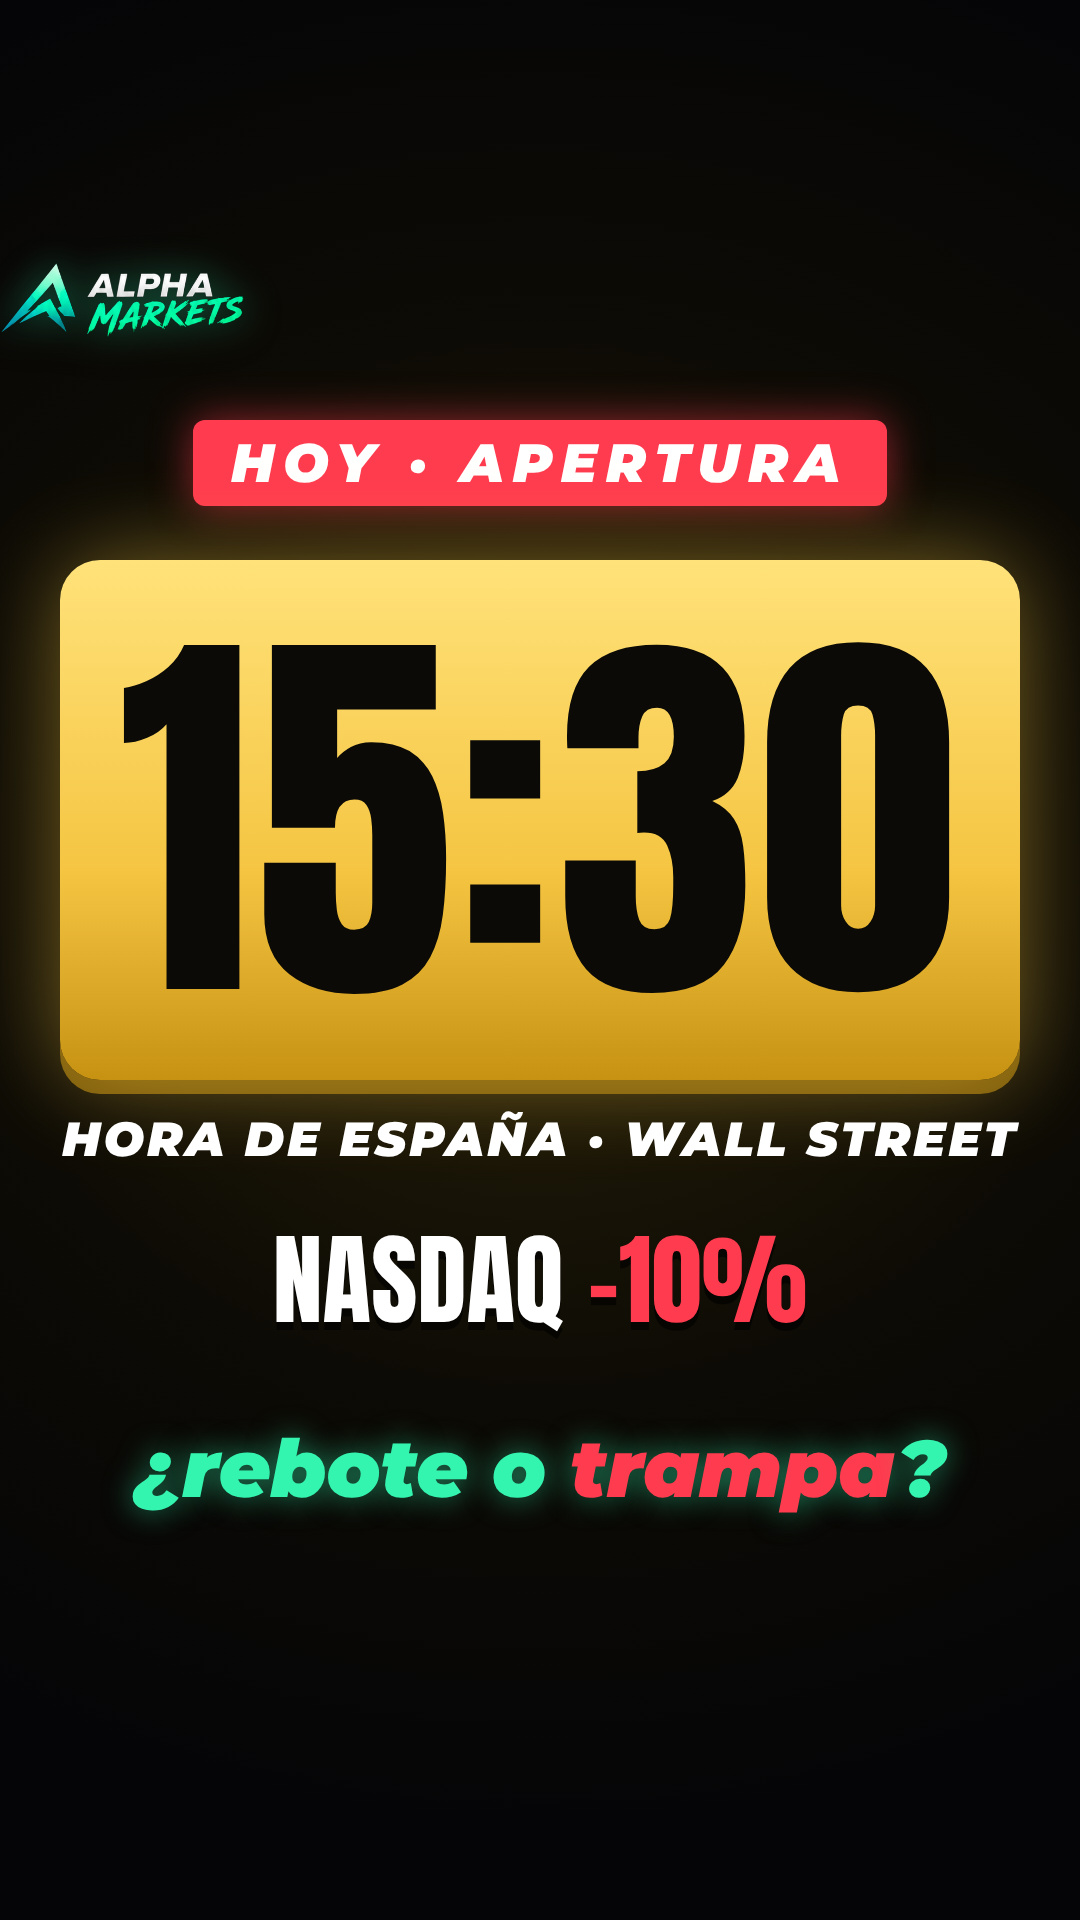 ALPHA
MARKETS
HOY • APERTURA
15:30
HORA DE ESPAÑA • WALL STREET
NASDAQ -10%
¿rebote o trampa?